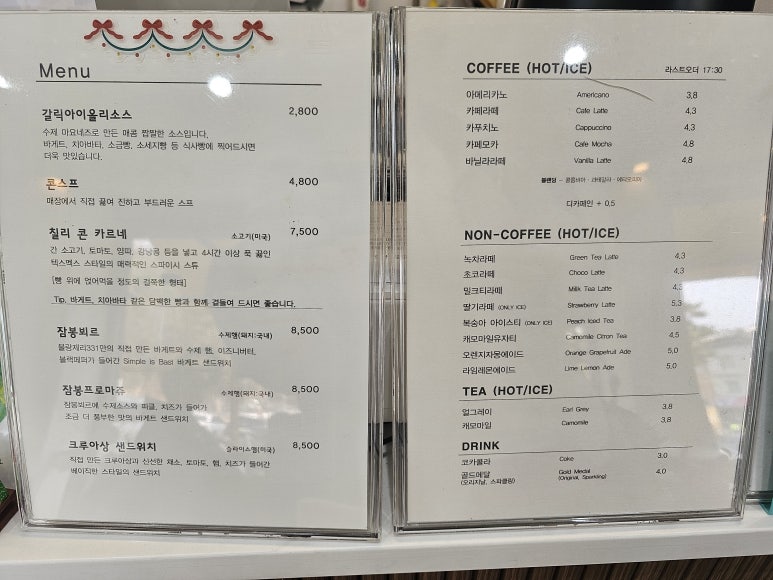 Menu
갈릭아이올리소스 2,800
수제 마요네즈로 만든 매콤 짭짤한 소스입니다.
바게트, 치아바타, 소금빵, 소세지빵 등 식사빵에 찍어드시면
더욱 맛있습니다.
콘스프 4,800
매장에서 직접 끓여 진하고 부드러운 스프
칠리 콘 카르네 소고기(미국) 7,500
간 소고기, 토마토, 양파, 강낭콩 등을 넣고 4시간 이상 푹 끓인
텍스멕스 스타일의 매력적인 스파이시 스튜
[빵 위에 얹어먹을 정도의 걸쭉한 형태]
Tip. 바게트, 치아바타 같은 담백한 빵과 함께 곁들여 드시면 좋습니다.
잠봉뵈르 수제햄(돼지:국내) 8,500
블랑제리331만의 직접 만든 바게트와 수제 햄, 이즈니버터,
블랙페퍼가 들어간 Simple is Best 바게트 샌드위치
잠봉프로마쥬 수제햄(돼지:국내) 8,500
잠봉뵈르에 수제소스와 피클, 치즈가 들어가
조금 더 풍부한 맛의 바게트 샌드위치
크루아상 샌드위치 슬라이스햄(미국) 8,500
직접 만든 크루아상과 신선한 채소, 토마토, 햄, 치즈가 들어간
베이직한 스타일의 샌드위치
COFFEE (HOT/ICE) 라스트오더 17:30
아메리카노 Americano 3,8
카페라떼 Cafe Latte 4,3
카푸치노 Cappuccino 4,3
카페모카 Cafe Mocha 4,8
바닐라라떼 Vanilla Latte 4,8
블렌딩 - 콜롬비아 · 과테말라 · 에티오피아
디카페인 + 0,5
NON-COFFEE (HOT/ICE)
녹차라떼 Green Tea Latte 4,3
초코라떼 Choco Latte 4,3
밀크티라떼 Milk Tea Latte 4,3
딸기라떼 (ONLY ICE) Strawberry Latte 5,3
복숭아 아이스티 (ONLY ICE) Peach Iced Tea 3,8
캐모마일유자티 Camomile Citron Tea 4,5
오렌지자몽에이드 Orange Grapefruit Ade 5,0
라임레몬에이드 Lime Lemon Ade 5,0
TEA (HOT/ICE)
얼그레이 Earl Grey 3,8
캐모마일 Camomile 3,8
DRINK
코카콜라 Coke 3,0
골드메달 Gold Medal 4,0
(오리지날, 스파클링) (Original, Sparking)